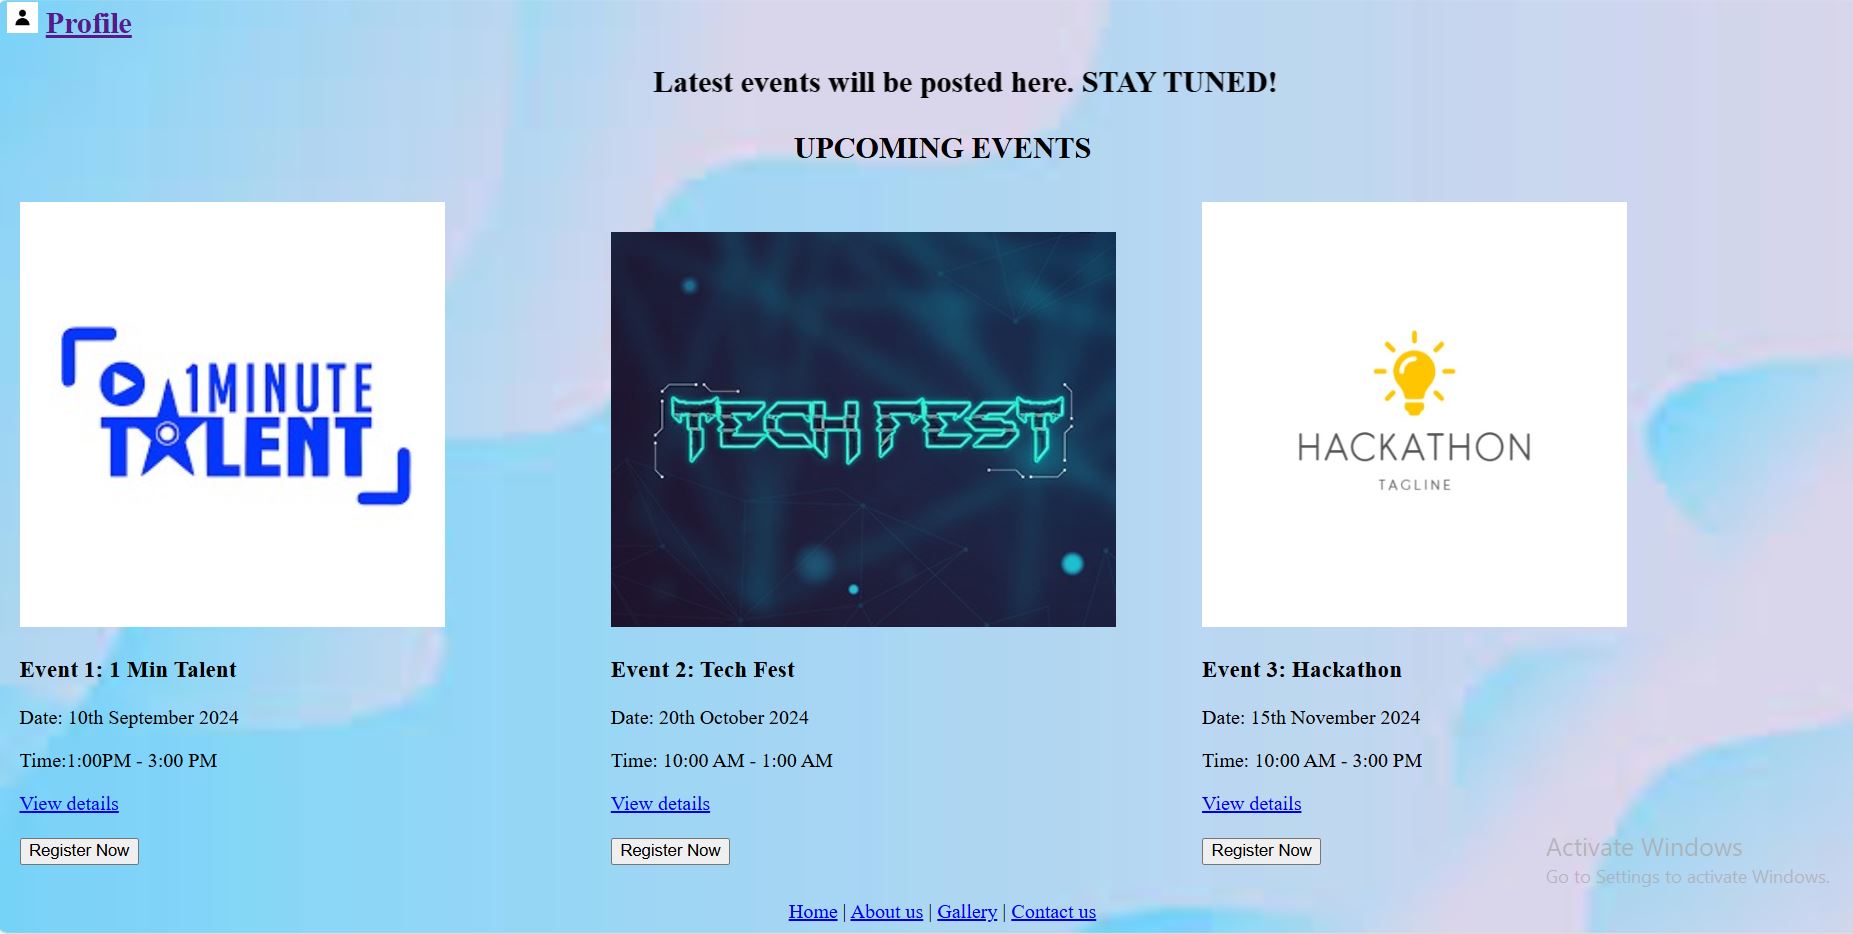 Profile
Latest events will be posted here. STAY TUNED!
UPCOMING EVENTS
1MINUTE
TALENT
TECH FEST
HACKATHON
TAGLINE
Event 1: 1 Min Talent
Date: 10th September 2024
Time:1:00PM - 3:00 PM
View details
Register Now
Event 2: Tech Fest
Date: 20th October 2024
Time: 10:00 AM - 1:00 AM
View details
Register Now
Event 3: Hackathon
Date: 15th November 2024
Time: 10:00 AM - 3:00 PM
View details
Register Now
Activate Windows
Go to Settings to activate Windows.
Home | About us | Gallery | Contact us